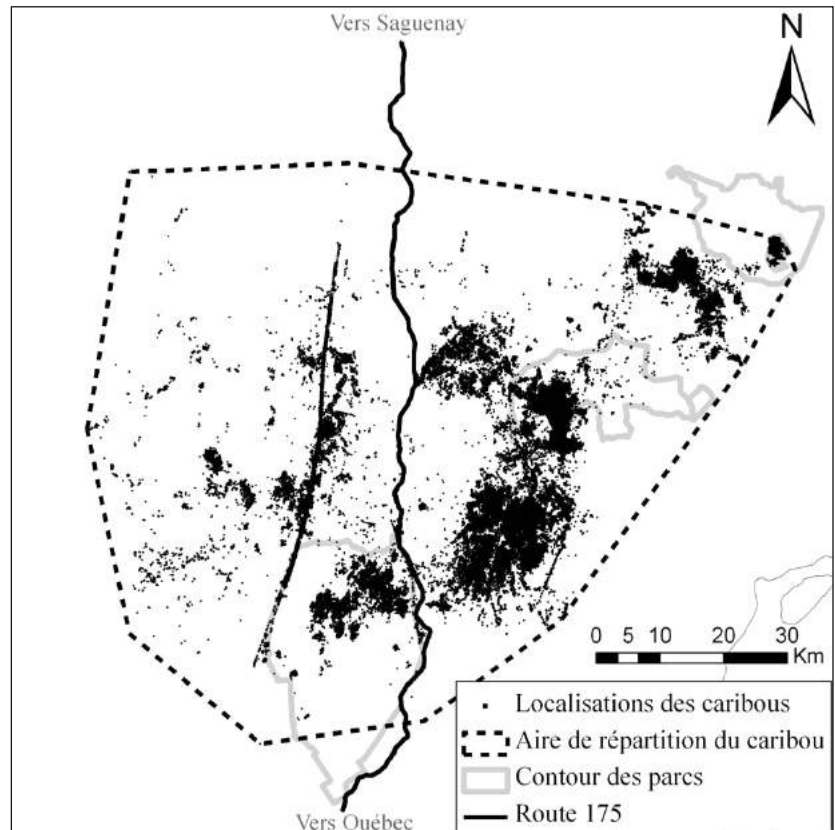 Vers Saguenay
N
0 5 10 20 30
Km
Localisations des caribous
Aire de répartition du caribou
Contour des parcs
Route 175
Vers Québec